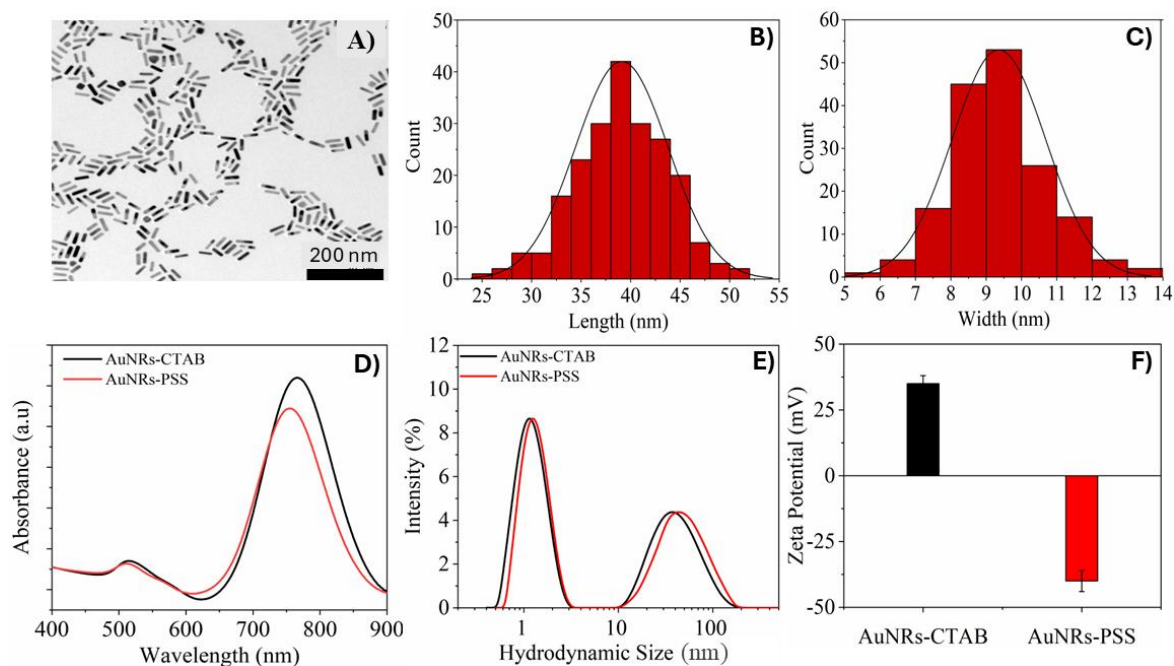 A)
200 nm
B)
Count
50
40
30
20
10
0
25 30 35 40 45 50 55
Length (nm)
C)
Count
60
50
40
30
20
10
0
5 6 7 8 9 10 11 12 13 14
Width (nm)
D)
AuNRs-CTAB
AuNRs-PSS
Absorbance (a.u)
400 500 600 700 800 900
Wavelength (nm)
E)
AuNRs-CTAB
AuNRs-PSS
Intensity (%)
12
10
8
6
4
2
0
1 10 100
Hydrodynamic Size (nm)
F)
Zeta Potential (mV)
50
25
0
-25
-50
AuNRs-CTAB AuNRs-PSS